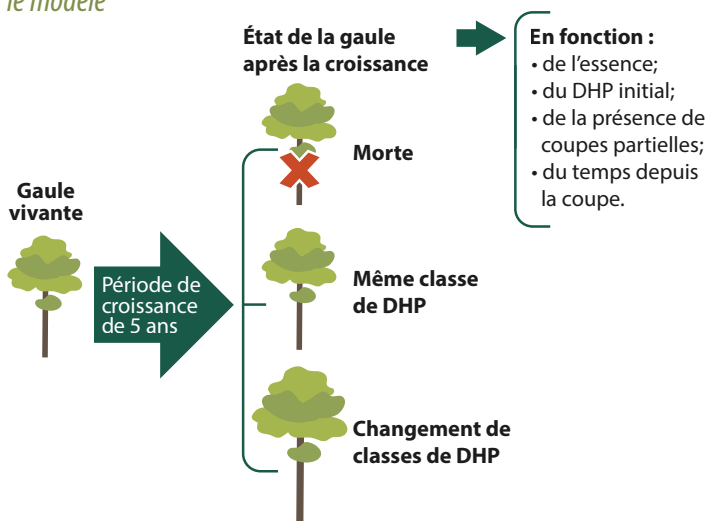 le modèle
État de la gaule
après la croissance
En fonction :
• de l’essence;
• du DHP initial;
• de la présence de
coupes partielles;
• du temps depuis
la coupe.
Gaule
vivante
Période de
croissance
de 5 ans
Morte
Même classe
de DHP
Changement de
classes de DHP